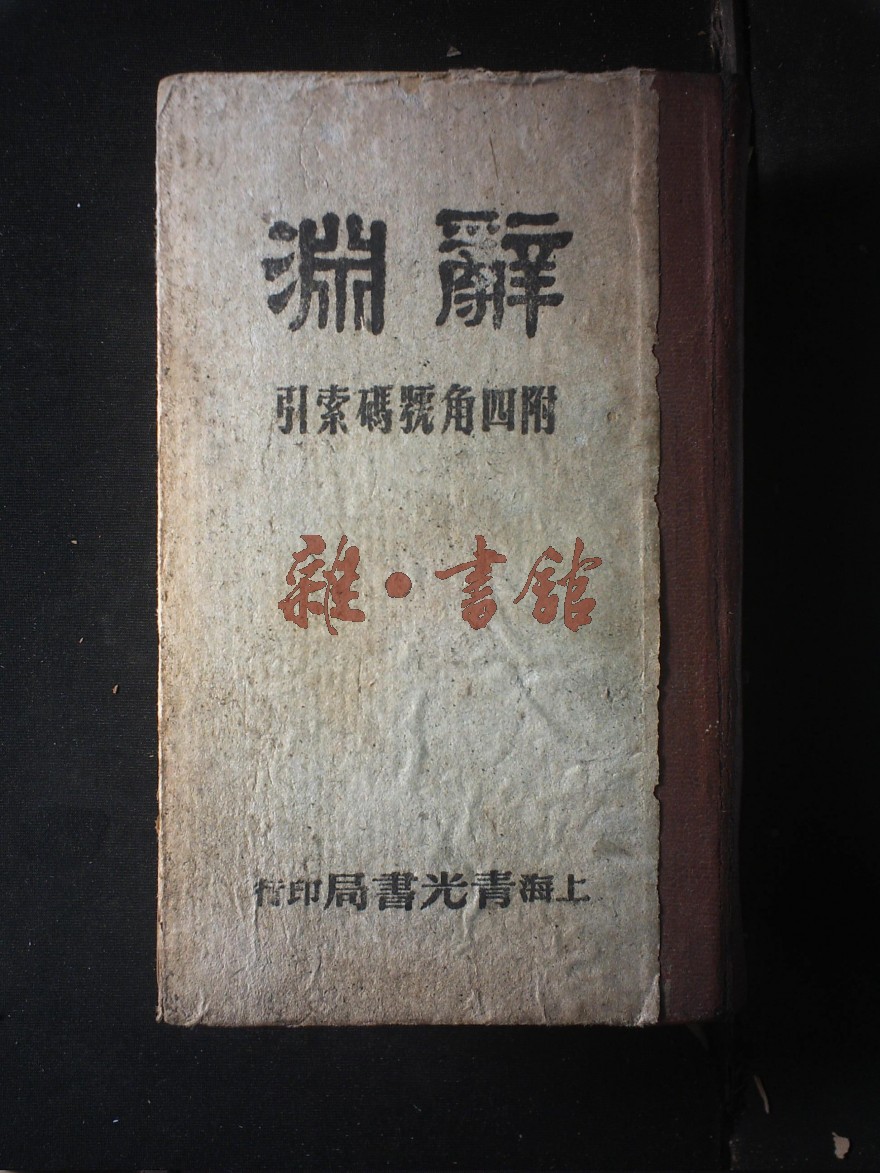 辭淵
附四角號碼索引
雜·書館
上海青光書局印行